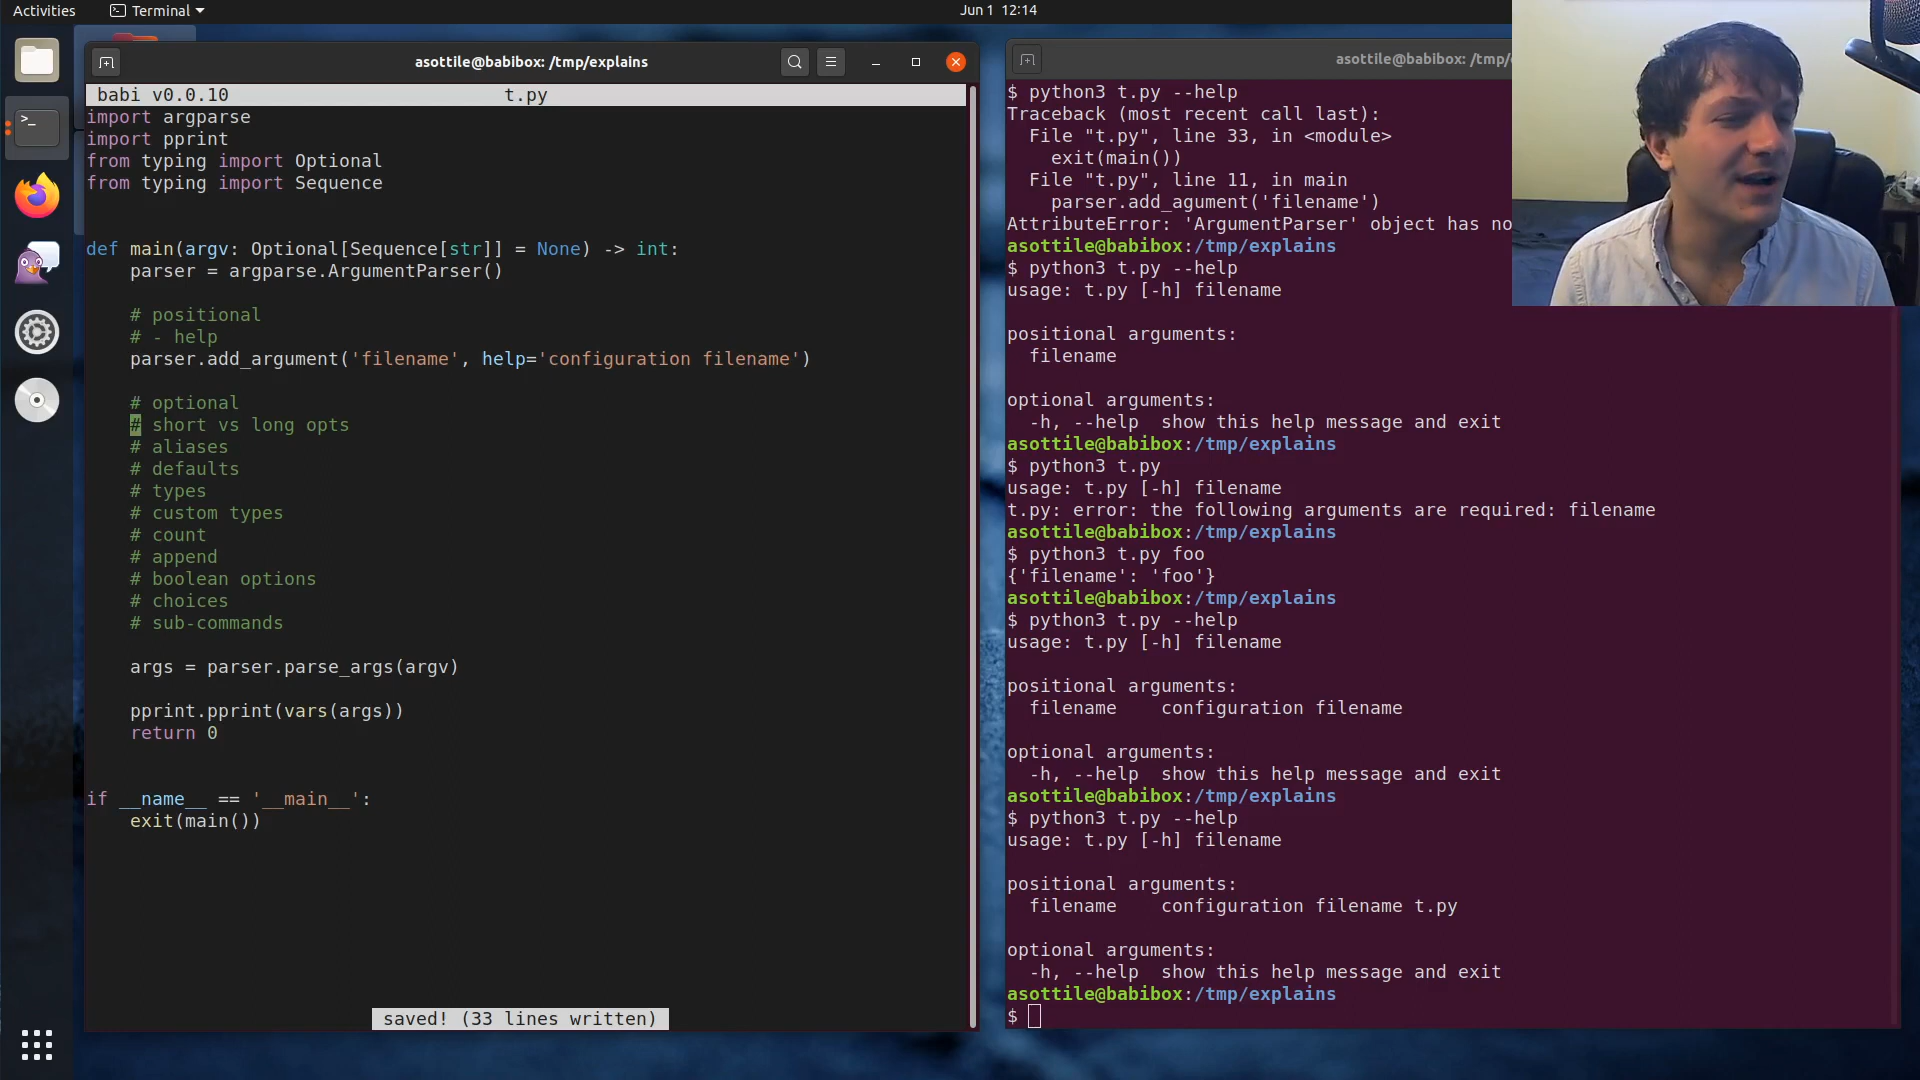 Activities
Terminal
Jun 1 12:14
asottile@babibox: /tmp/explains
babi v0.0.10 t.py
import argparse
import pprint
from typing import Optional
from typing import Sequence
def main(argv: Optional[Sequence[str]] = None) -> int:
parser = argparse.ArgumentParser()
# positional
# - help
parser.add_argument('filename', help='configuration filename')
# optional
# short vs long opts
# aliases
# defaults
# types
# custom types
# count
# append
# boolean options
# choices
# sub-commands
args = parser.parse_args(argv)
pprint.pprint(vars(args))
return 0
if __name__ == '__main__':
exit(main())
saved! (33 lines written)
asottile@babibox: /tmp/
$ python3 t.py --help
Traceback (most recent call last):
File "t.py", line 33, in <module>
exit(main())
File "t.py", line 11, in main
parser.add_agument('filename')
AttributeError: 'ArgumentParser' object has no
asottile@babibox:/tmp/explains
$ python3 t.py --help
usage: t.py [-h] filename
positional arguments:
filename
optional arguments:
-h, --help show this help message and exit
asottile@babibox:/tmp/explains
$ python3 t.py
usage: t.py [-h] filename
t.py: error: the following arguments are required: filename
asottile@babibox:/tmp/explains
$ python3 t.py foo
{'filename': 'foo'}
asottile@babibox:/tmp/explains
$ python3 t.py --help
usage: t.py [-h] filename
positional arguments:
filename configuration filename
optional arguments:
-h, --help show this help message and exit
asottile@babibox:/tmp/explains
$ python3 t.py --help
usage: t.py [-h] filename
positional arguments:
filename configuration filename t.py
optional arguments:
-h, --help show this help message and exit
asottile@babibox:/tmp/explains
$